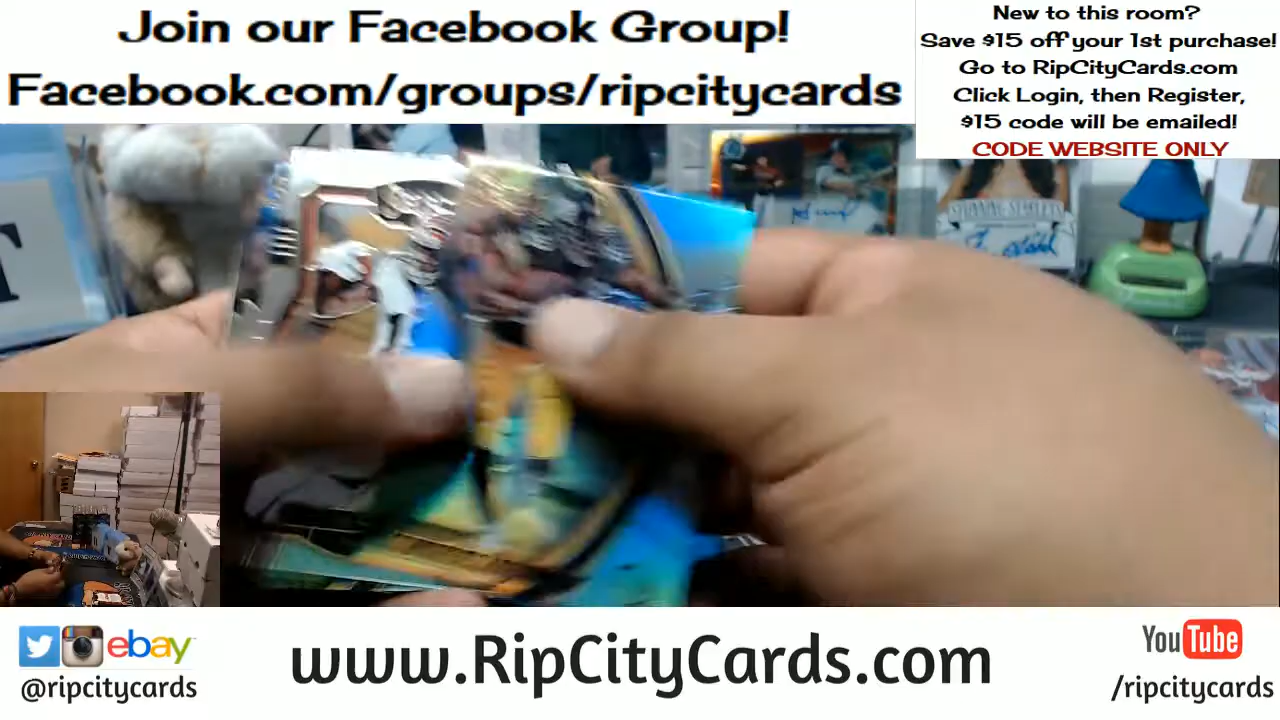 Join our Facebook Group!
Facebook.com/groups/ripcitycards
New to this room?
Save $15 off your 1st purchase!
Go to RipCityCards.com
Click Login, then Register,
$15 code will be emailed!
CODE WEBSITE ONLY
T
ebay
@ripcitycards
www.RipCityCards.com
YouTube
/ripcitycards